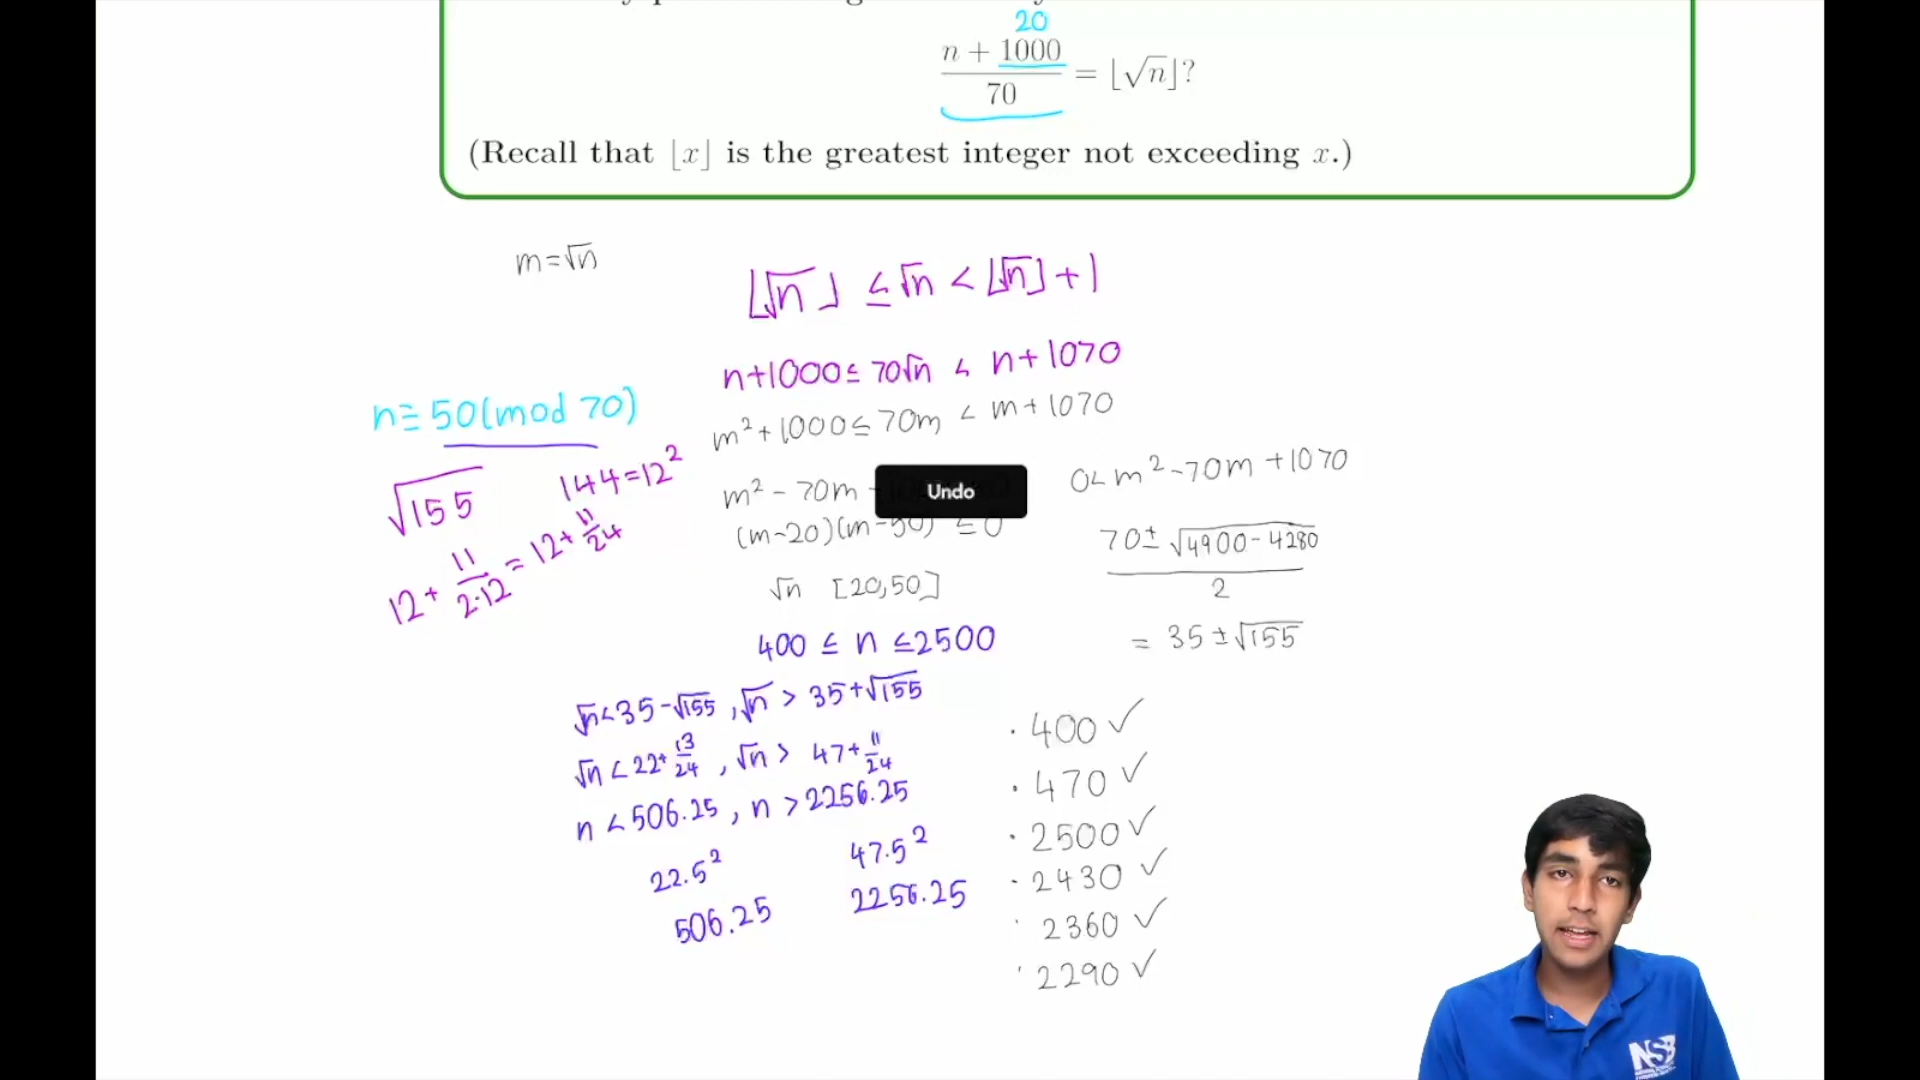 20
n + 1000
70
= ⌊√n⌋?
(Recall that ⌊x⌋ is the greatest integer not exceeding x.)
m=√n
⌊√n⌋ ≤ √n < ⌊√n⌋ + 1
n+1000 ≤ 70√n < n+1070
m²+1000 ≤ 70m < m+1070
n≡50(mod 70)
√155
144=12²
12+ 11/2·12 = 12+ 11/24
m² - 70m
Undo
(m-20)(m-50) ≤ 0
√n [20,50]
400 ≤ n ≤2500
0< m² -70m +1070
70± √4900-4280
2
= 35 ±√155
√n<35-√155 , √n > 35+√155
√n < 22+ 13/24 , √n > 47+ 11/24
n < 506.25 , n >2256.25
22.5²
506.25
47.5²
2256.25
· 400 ✓
· 470 ✓
· 2500 ✓
· 2430 ✓
· 2360 ✓
· 2290 ✓
NSB